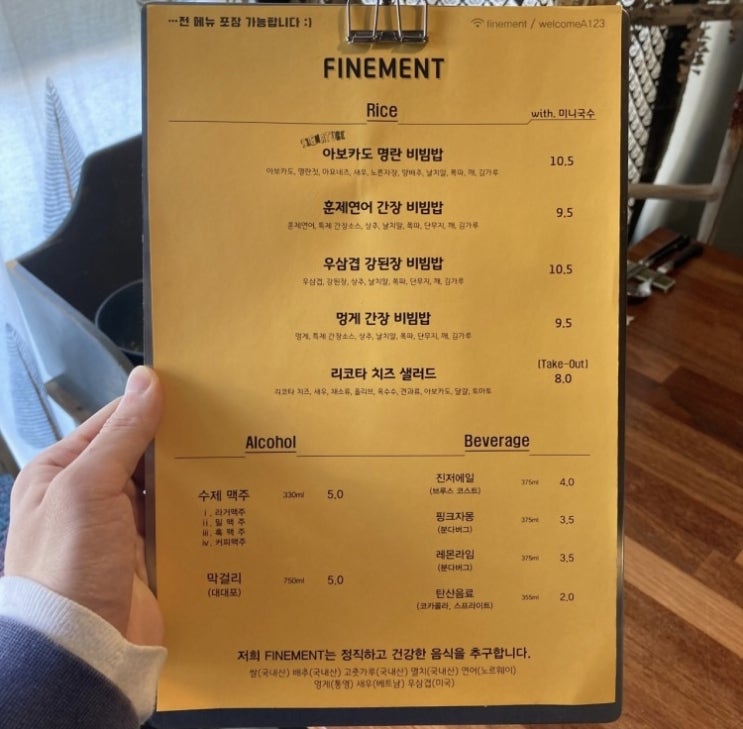 ···전 메뉴 포장 가능합니다 :)
finement / welcomeA123
FINEMENT
Rice
with. 미니국수
SIGNATURE
아보카도 명란 비빔밥 10.5
아보카도, 명란젓, 아요네즈, 새우, 노른자장, 양배추, 날치알, 쪽파, 깨, 김가루
훈제연어 간장 비빔밥 9.5
훈제연어, 특제 간장소스, 상추, 날치알, 쪽파, 단무지, 깨, 김가루
우삼겹 강된장 비빔밥 10.5
우삼겹, 강된장, 상추, 날치알, 쪽파, 단무지, 깨, 김가루
멍게 간장 비빔밥 9.5
멍게, 특제 간장소스, 상추, 날치알, 쪽파, 단무지, 깨, 김가루
리코타 치즈 샐러드 (Take-Out) 8.0
리코타 치즈, 새우, 채소류, 올리브, 옥수수, 견과류, 아보카도, 달걀, 토마토
Alcohol
수제 맥주 330ml 5.0
i. 라거맥주
ii. 밀 맥 주
iii. 흑 맥 주
iv. 커피맥주
막걸리 750ml 5.0
(대대포)
Beverage
진저에일 375ml 4.0
(브루스 코스트)
핑크자몽 375ml 3.5
(분다버그)
레몬라임 375ml 3.5
(분다버그)
탄산음료 355ml 2.0
(코카콜라, 스프라이트)
저희 FINEMENT는 정직하고 건강한 음식을 추구합니다.
쌀(국내산) 배추(국내산) 고춧가루(국내산) 멸치(국내산) 연어(노르웨이)
멍게(통영) 새우(베트남) 우삼겹(미국)